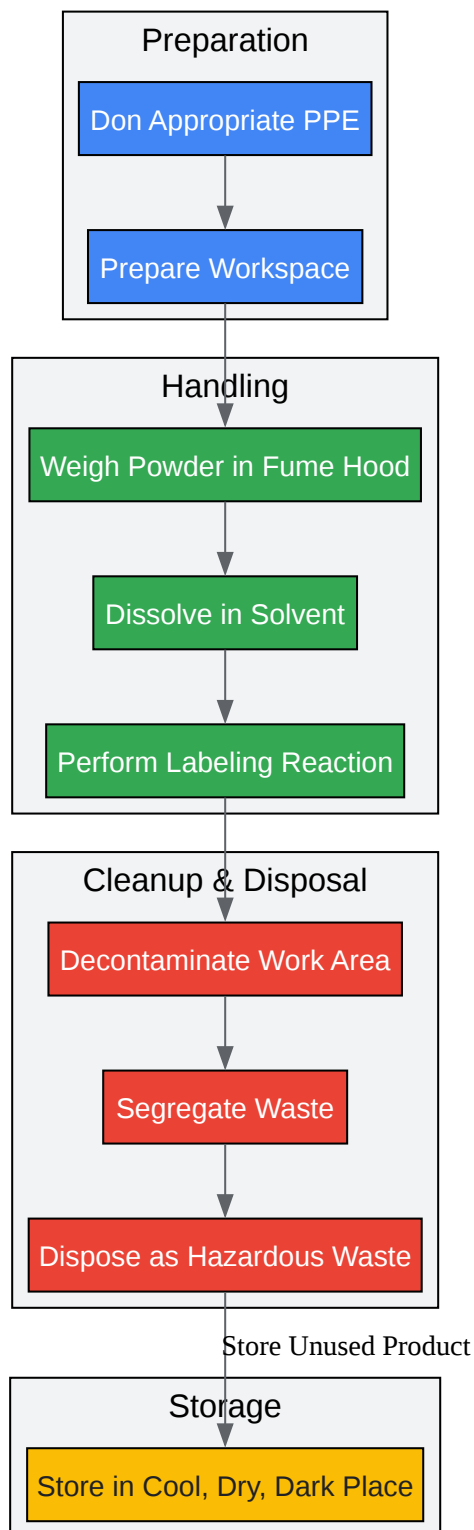 Preparation
Don Appropriate PPE
Prepare Workspace
Handling
Weigh Powder in Fume Hood
Dissolve in Solvent
Perform Labeling Reaction
Cleanup & Disposal
Decontaminate Work Area
Segregate Waste
Dispose as Hazardous Waste
Store Unused Product
Storage
Store in Cool, Dry, Dark Place